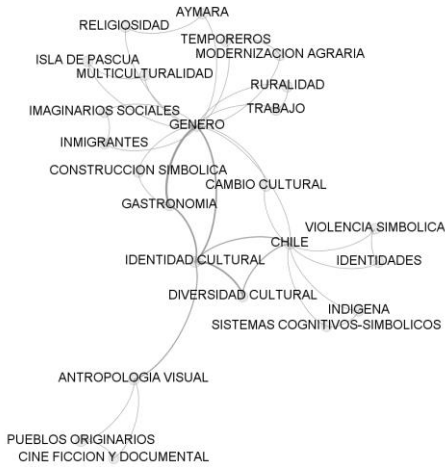 AYMARA
RELIGIOSIDAD
TEMPOREROS
MODERNIZACION AGRARIA
ISLA DE PASCUA
MULTICULTURALIDAD
RURALIDAD
IMAGINARIOS SOCIALES
TRABAJO
GENERO
INMIGRANTES
CONSTRUCCION SIMBOLICA
CAMBIO CULTURAL
GASTRONOMIA
VIOLENCIA SIMBOLICA
CHILE
IDENTIDAD CULTURAL
IDENTIDADES
DIVERSIDAD CULTURAL
INDIGENA
SISTEMAS COGNITIVOS-SIMBOLICOS
ANTROPOLOGIA VISUAL
PUEBLOS ORIGINARIOS
CINE FICCION Y DOCUMENTAL